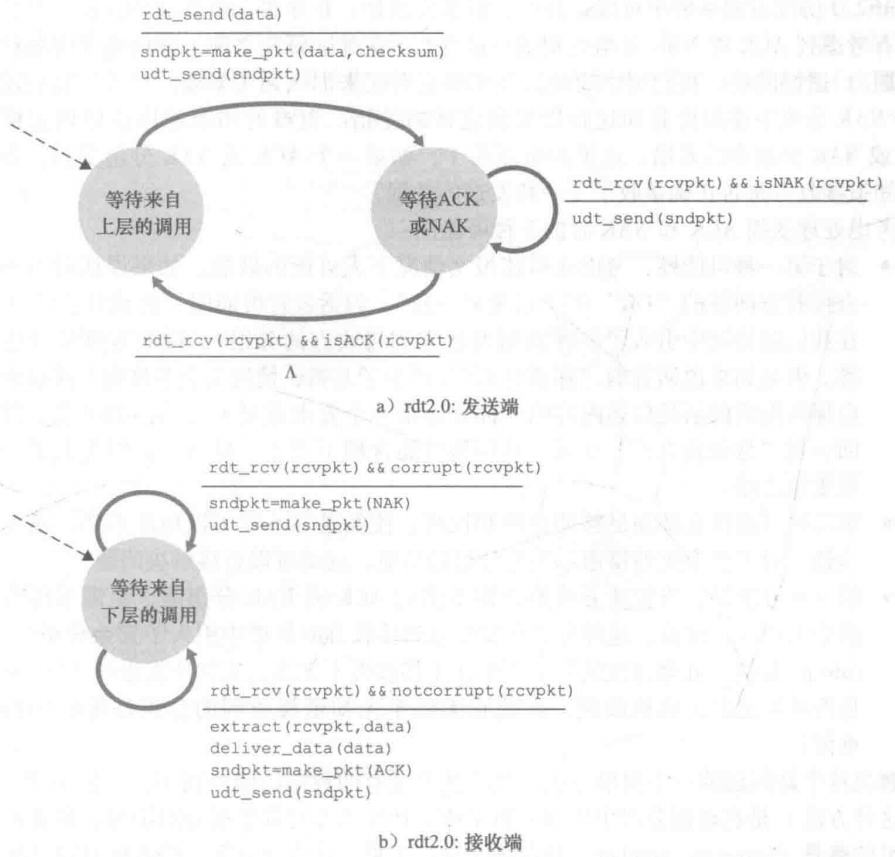 rdt_send(data)
sndpkt=make_pkt(data,checksum)
udt_send(sndpkt)
等待来自
上层的调用
等待ACK
或NAK
rdt_rcv(rcvpkt)&&isNAK(rcvpkt)
udt_send(sndpkt)
rdt_rcv(rcvpkt)&&isACK(rcvpkt)
Λ
a）rdt2.0: 发送端
rdt_rcv(rcvpkt)&&corrupt(rcvpkt)
sndpkt=make_pkt(NAK)
udt_send(sndpkt)
等待来自
下层的调用
rdt_rcv(rcvpkt)&&notcorrupt(rcvpkt)
extract(rcvpkt,data)
deliver_data(data)
sndpkt=make_pkt(ACK)
udt_send(sndpkt)
b）rdt2.0: 接收端